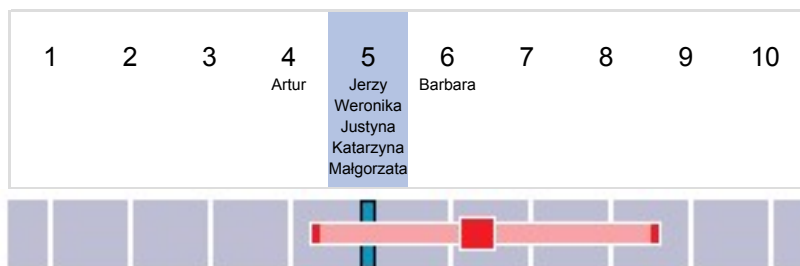 1 2 3 4 5 6 7 8 9 10
Artur Jerzy Barbara
Weronika
Justyna
Katarzyna
Małgorzata